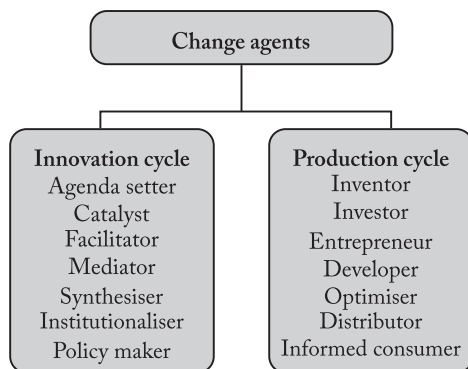 Change agents
Innovation cycle
Agenda setter
Catalyst
Facilitator
Mediator
Synthesiser
Institutionaliser
Policy maker
Production cycle
Inventor
Investor
Entrepreneur
Developer
Optimiser
Distributor
Informed consumer